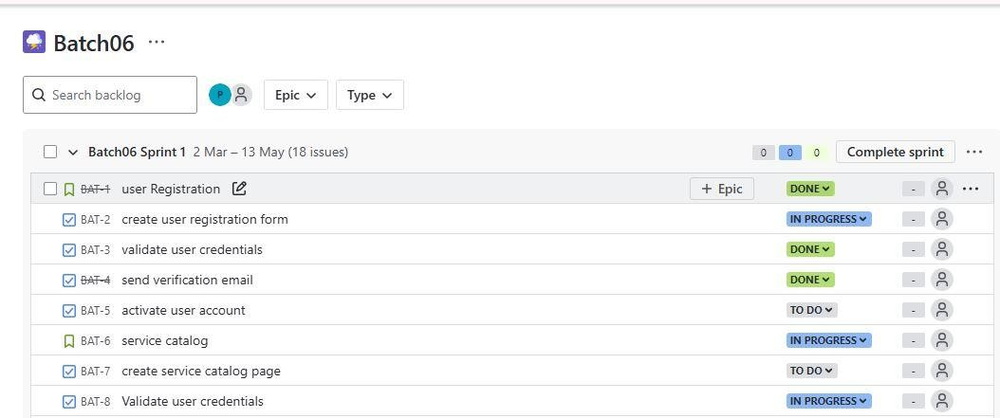 Batch06 ...
Search backlog P Epic Type
Batch06 Sprint 1 2 Mar – 13 May (18 issues) 0 0 0 Complete sprint ...
BAT-1 user Registration + Epic DONE - ...
BAT-2 create user registration form IN PROGRESS -
BAT-3 validate user credentials DONE -
BAT-4 send verification email DONE -
BAT-5 activate user account TO DO -
BAT-6 service catalog IN PROGRESS -
BAT-7 create service catalog page TO DO -
BAT-8 Validate user credentials IN PROGRESS -